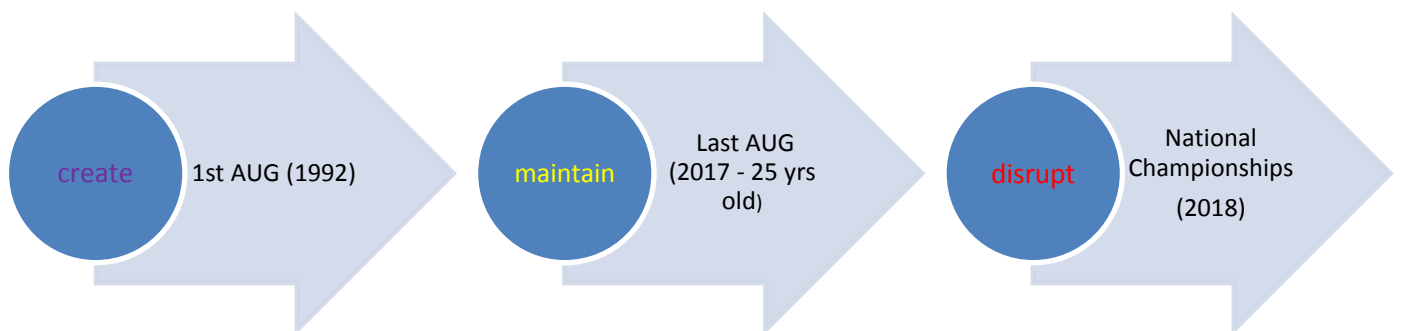 create
1st AUG (1992)
maintain
Last AUG
(2017 - 25 yrs
old)
disrupt
National
Championships
(2018)